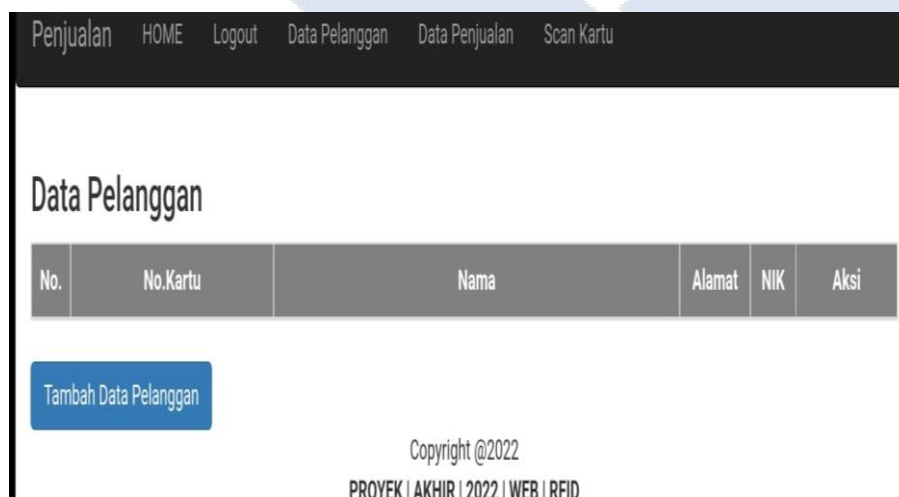 Penjualan HOME Logout Data Pelanggan Data Penjualan Scan Kartu
Data Pelanggan
No. No.Kartu Nama Alamat NIK Aksi
Tambah Data Pelanggan
Copyright @2022
PROYEK | AKHIR | 2022 | WEB | RFID